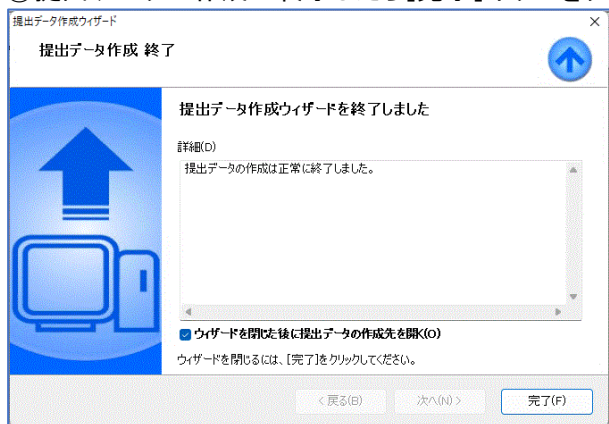 提出データ作成ウィザード
提出データ作成 終了
提出データ作成ウィザードを終了しました
詳細(D)
提出データの作成は正常に終了しました。
ウィザードを閉じた後に提出データの作成先を開く(O)
ウィザードを閉じるには、[完了]をクリックしてください。
< 戻る(B)
次へ(N) >
完了(F)